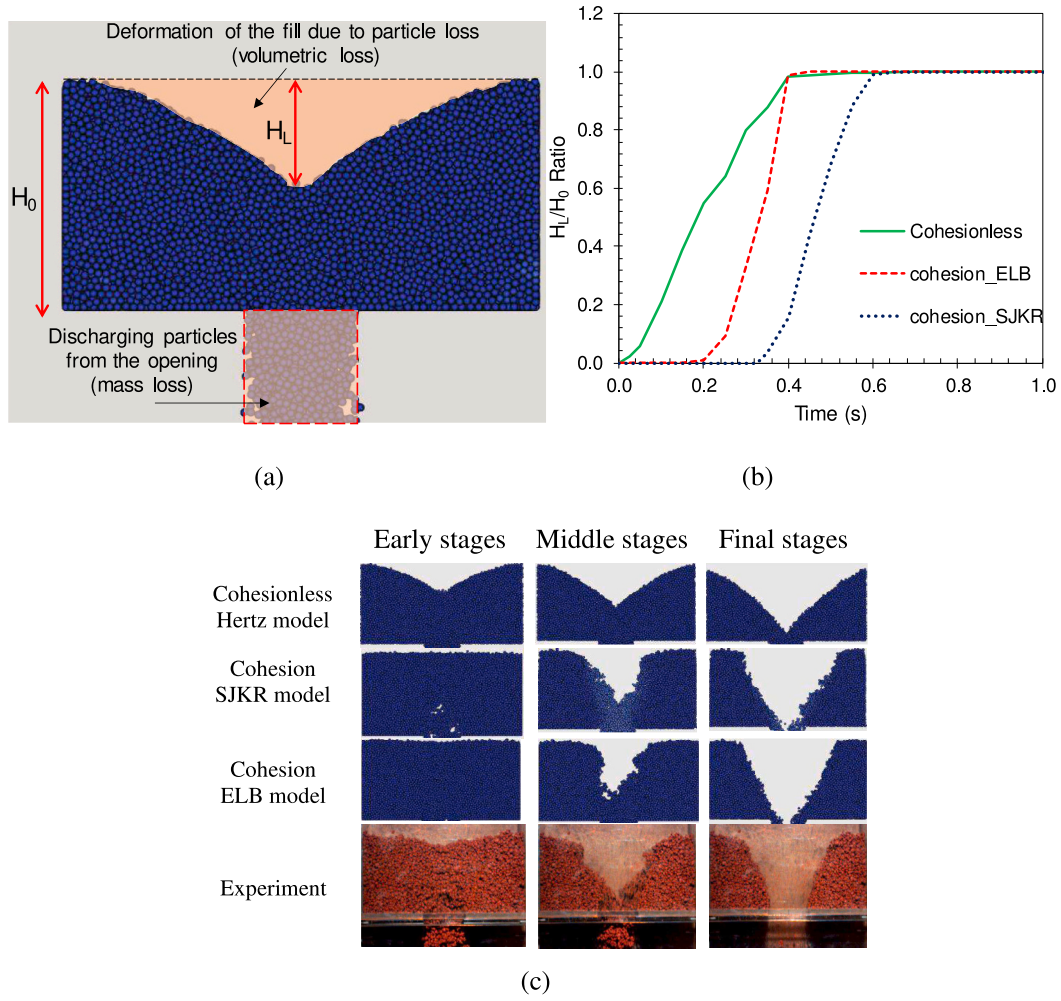 Deformation of the fill due to particle loss
(volumetric loss)
H₀
Hʟ
Discharging particles
from the opening
(mass loss)
(a)
Hʟ/H₀ Ratio
1.2
1.0
0.8
0.6
0.4
0.2
0.0
0.0 0.2 0.4 0.6 0.8 1.0
Time (s)
Cohesionless
cohesion_ELB
cohesion_SJKR
(b)
Early stages Middle stages Final stages
Cohesionless
Hertz model
Cohesion
SJKR model
Cohesion
ELB model
Experiment
(c)